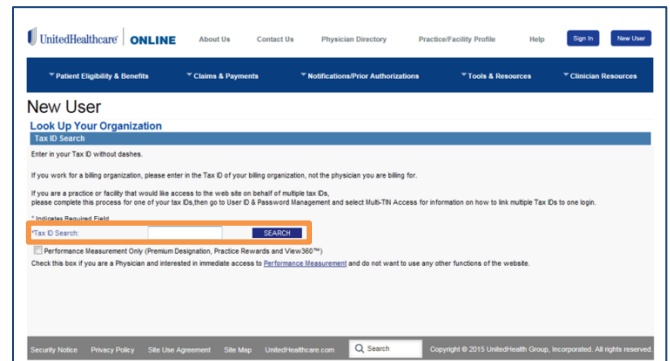 UnitedHealthcare® ONLINE About Us Contact Us Physician Directory Practice/Facility Profile Help Sign In New User
Patient Eligibility & Benefits Claims & Payments Notifications/Prior Authorizations Tools & Resources Clinician Resources
New User
Look Up Your Organization
Tax ID Search
Enter in your Tax ID without dashes.
If you work for a billing organization, please enter in the Tax ID of your billing organization, not the physician you are billing for.
If you are a practice or facility that would like access to the web site on behalf of multiple tax IDs,
please complete this process for one of your tax IDs,then go to User ID & Password Management and select Multi-TIN Access for information on how to link multiple Tax IDs to one login.
* Indicates Required Field
*Tax ID Search: SEARCH
Performance Measurement Only (Premium Designation, Practice Rewards and View360™)
Check this box if you are a Physician and interested in immediate access to Performance Measurement and do not want to use any other functions of the website.
Security Notice Privacy Policy Site Use Agreement Site Map UnitedHealthcare.com Search Copyright © 2015 UnitedHealth Group, Incorporated. All rights reserved.